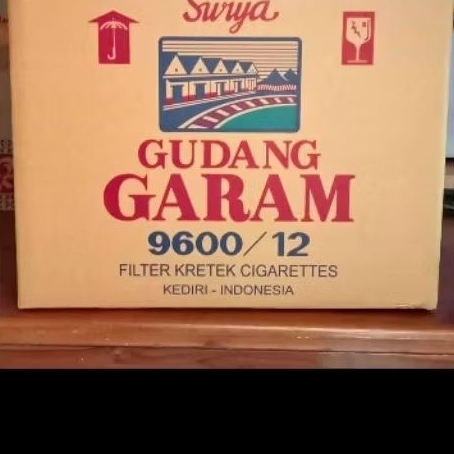 Surya
GUDANG
GARAM
9600/12
FILTER KRETEK CIGARETTES
KEDIRI - INDONESIA